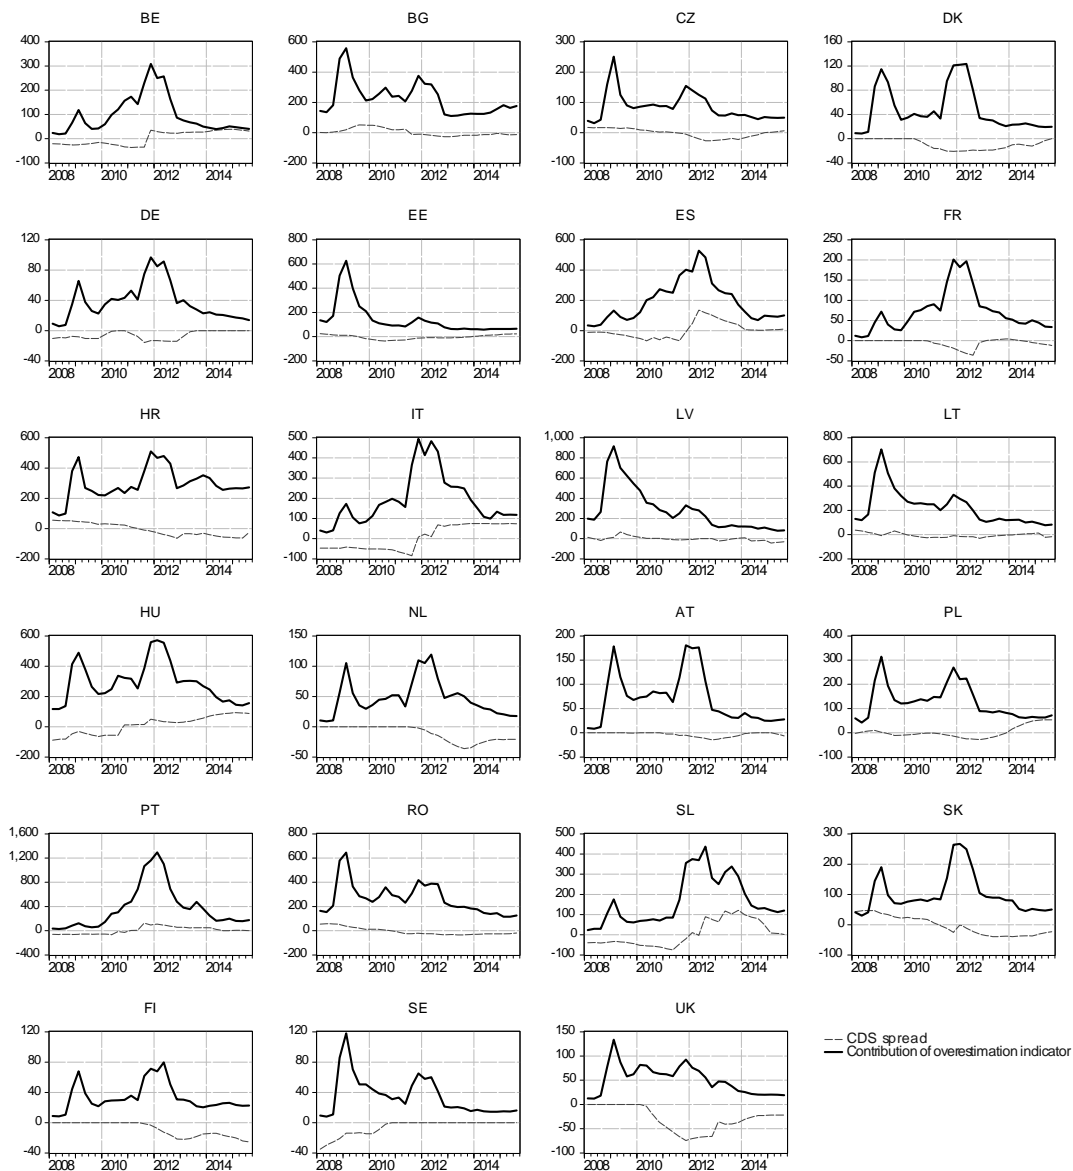 BE
400
300
200
100
0
-100
2008 2010 2012 2014
BG
600
400
200
0
-200
2008 2010 2012 2014
CZ
300
200
100
0
-100
2008 2010 2012 2014
DK
160
120
80
40
0
-40
2008 2010 2012 2014
DE
120
80
40
0
-40
2008 2010 2012 2014
EE
800
600
400
200
0
-200
2008 2010 2012 2014
ES
600
400
200
0
-200
2008 2010 2012 2014
FR
250
200
150
100
50
0
-50
2008 2010 2012 2014
HR
600
400
200
0
-200
2008 2010 2012 2014
IT
500
400
300
200
100
0
-100
2008 2010 2012 2014
LV
1,000
800
600
400
200
0
-200
2008 2010 2012 2014
LT
800
600
400
200
0
-200
2008 2010 2012 2014
HU
600
400
200
0
-200
2008 2010 2012 2014
NL
150
100
50
0
-50
2008 2010 2012 2014
AT
200
150
100
50
0
-50
2008 2010 2012 2014
PL
400
300
200
100
0
-100
2008 2010 2012 2014
PT
1,600
1,200
800
400
0
-400
2008 2010 2012 2014
RO
800
600
400
200
0
-200
2008 2010 2012 2014
SL
500
400
300
200
100
0
-100
2008 2010 2012 2014
SK
300
200
100
0
-100
2008 2010 2012 2014
FI
120
80
40
0
-40
2008 2010 2012 2014
SE
120
80
40
0
-40
2008 2010 2012 2014
UK
150
100
50
0
-50
-100
2008 2010 2012 2014
CDS spread
Contribution of overestimation indicator